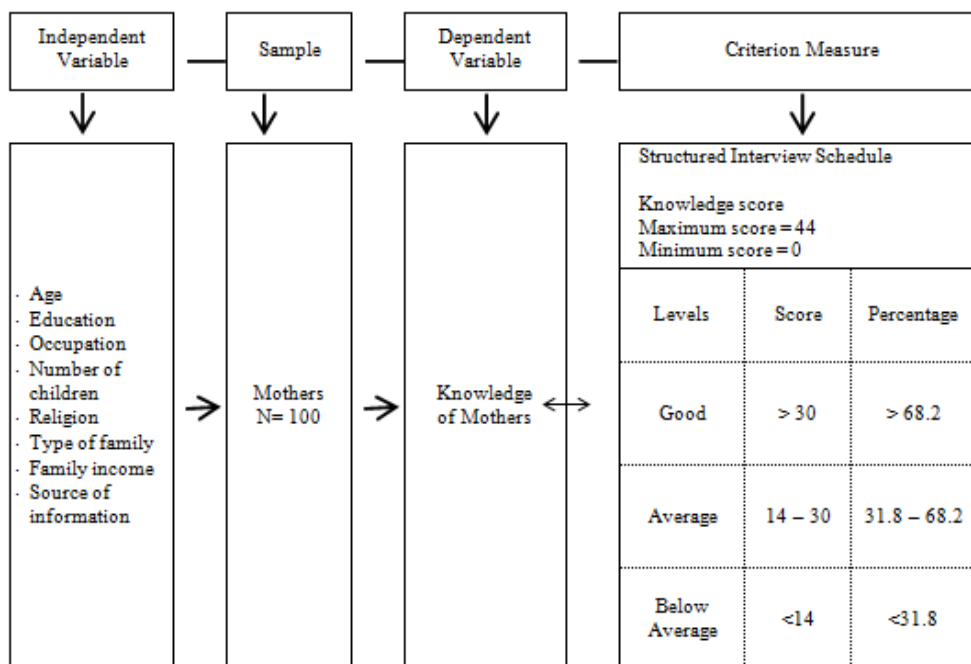 Independent
Variable
Sample
Dependent
Variable
Criterion Measure
· Age
· Education
· Occupation
· Number of
children
· Religion
· Type of family
· Family income
· Source of
information
Mothers
N= 100
Knowledge
of Mothers
Structured Interview Schedule
Knowledge score
Maximum score = 44
Minimum score = 0
Levels Score Percentage
Good > 30 > 68.2
Average 14 – 30 31.8 – 68.2
Below
Average <14 <31.8